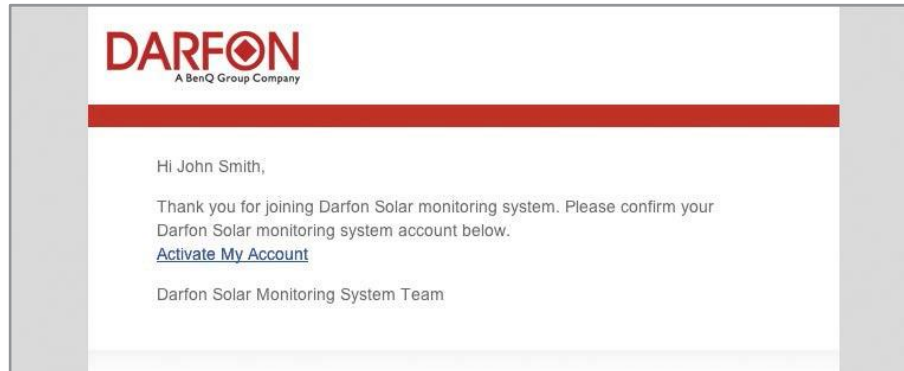 DARFON
A BenQ Group Company
Hi John Smith,
Thank you for joining Darfon Solar monitoring system. Please confirm your
Darfon Solar monitoring system account below.
Activate My Account
Darfon Solar Monitoring System Team